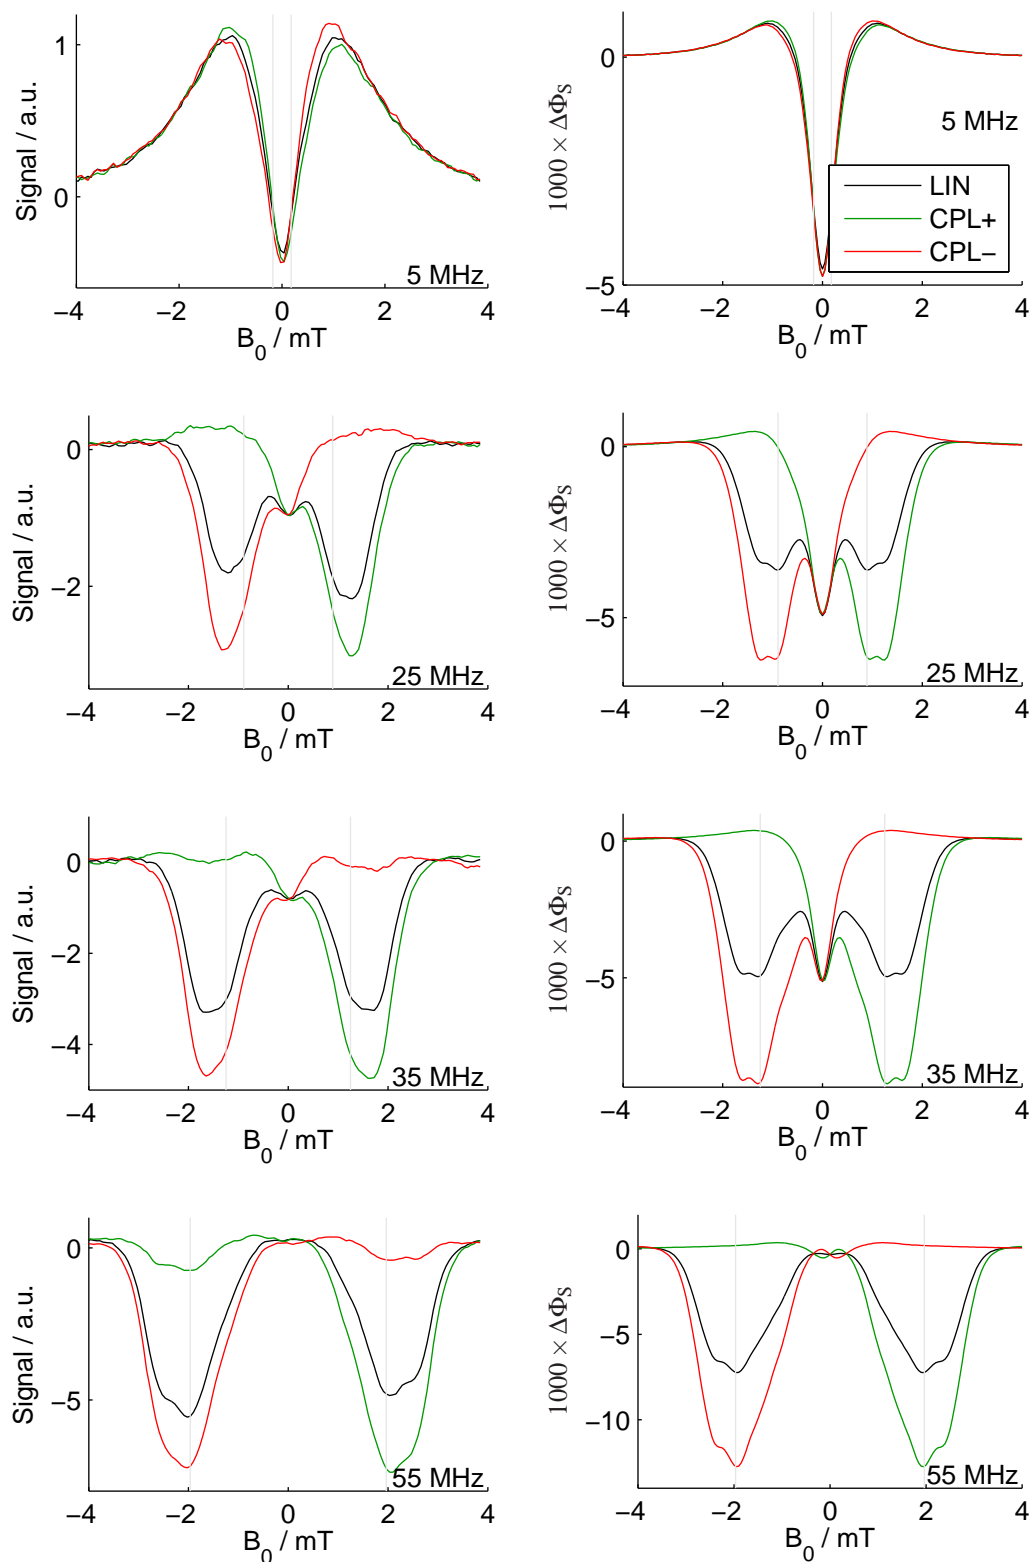 Signal / a.u.
1
0
5 MHz
−4 −2 0 2 4
B0 / mT
1000 × ΔΦS
0
−5
5 MHz
LIN
CPL+
CPL−
−4 −2 0 2 4
B0 / mT
Signal / a.u.
0
−2
25 MHz
−4 −2 0 2 4
B0 / mT
1000 × ΔΦS
0
−5
25 MHz
−4 −2 0 2 4
B0 / mT
Signal / a.u.
0
−2
−4
35 MHz
−4 −2 0 2 4
B0 / mT
1000 × ΔΦS
0
−5
35 MHz
−4 −2 0 2 4
B0 / mT
Signal / a.u.
0
−5
55 MHz
−4 −2 0 2 4
B0 / mT
1000 × ΔΦS
0
−5
−10
55 MHz
−4 −2 0 2 4
B0 / mT